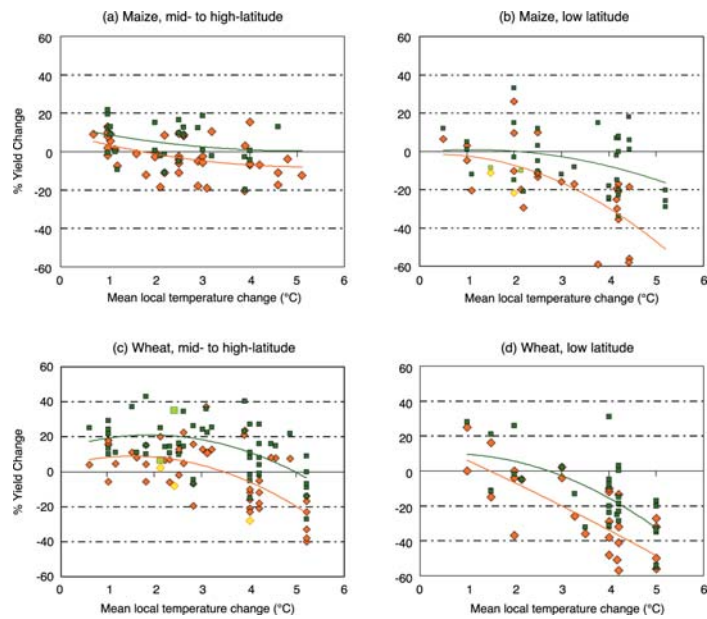 (a) Maize, mid- to high-latitude
(b) Maize, low latitude
60 60
40 40
20 20
0 0
-20 -20
-40 -40
-60 -60
% Yield Change
0 1 2 3 4 5 6
0 1 2 3 4 5 6
Mean local temperature change (°C)
Mean local temperature change (°C)
(c) Wheat, mid- to high-latitude
(d) Wheat, low latitude
60 60
40 40
20 20
0 0
-20 -20
-40 -40
-60 -60
% Yield Change
0 1 2 3 4 5 6
0 1 2 3 4 5 6
Mean local temperature change (°C)
Mean local temperature change (°C)